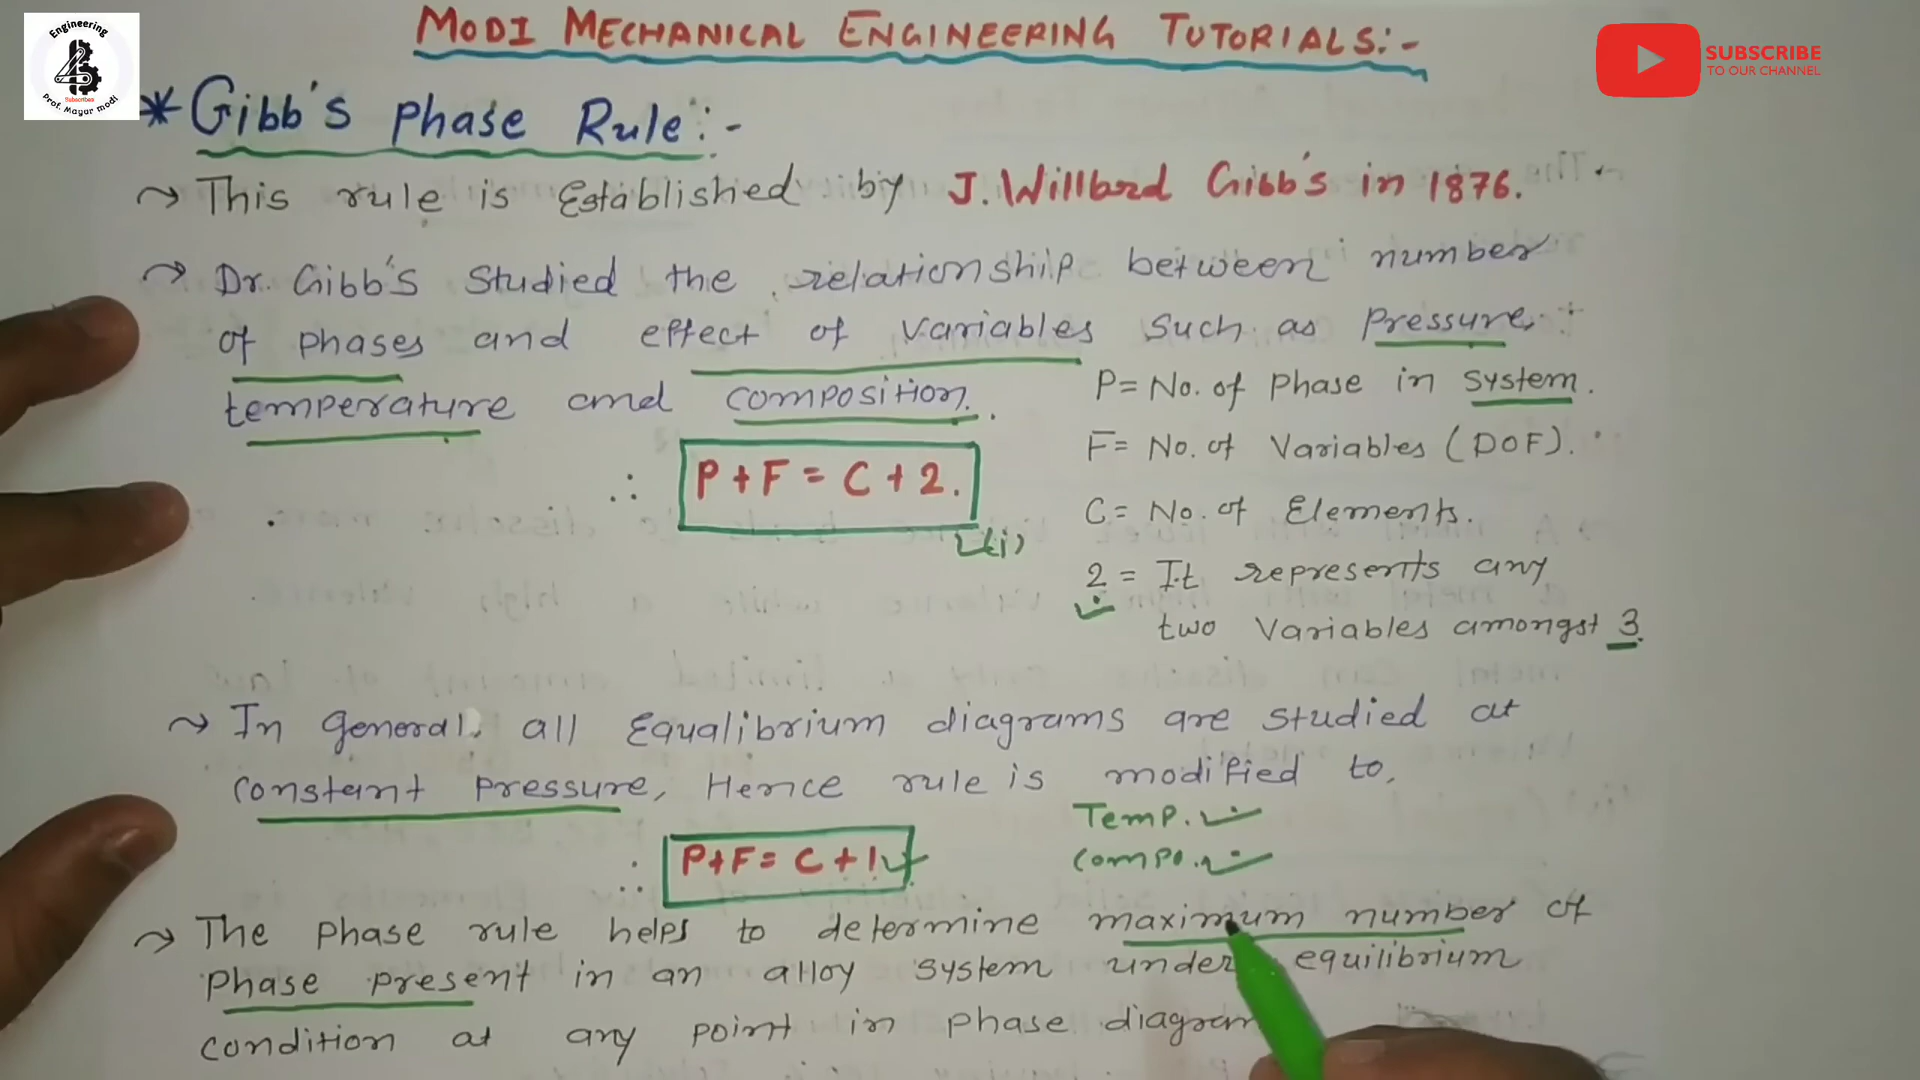 MODI MECHANICAL ENGINEERING TUTORIALS:-
SUBSCRIBE
TO OUR CHANNEL
Engineering
Subscribes
Prof. Mayur modi
* Gibb's Phase Rule:-
→ This rule is Established by J. Willard Gibb's in 1876.
→ Dr. Gibb's studied the relationship between number
of phases and effect of variables such as pressure
temperature and composition.
P = No. of phase in system.
F = No. of Variables (DOF).
∴ P + F = C + 2.
(i)
C = No. of Elements.
2 = It represents any
two variables amongst 3.
→ In general, all Equalibrium diagrams are studied at
constant pressure, Hence rule is modified to,
Temp. ✓
Compo. ✓
∴ P+F = C + 1 ✓
→ The phase rule helps to determine maximum number of
phase present in an alloy system under equilibrium
condition at any point in phase diagram